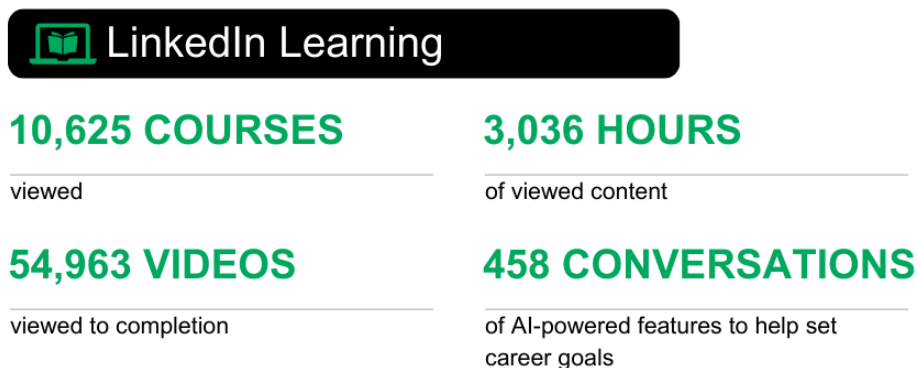 LinkedIn Learning
10,625 COURSES
viewed
3,036 HOURS
of viewed content
54,963 VIDEOS
viewed to completion
458 CONVERSATIONS
of AI-powered features to help set
career goals